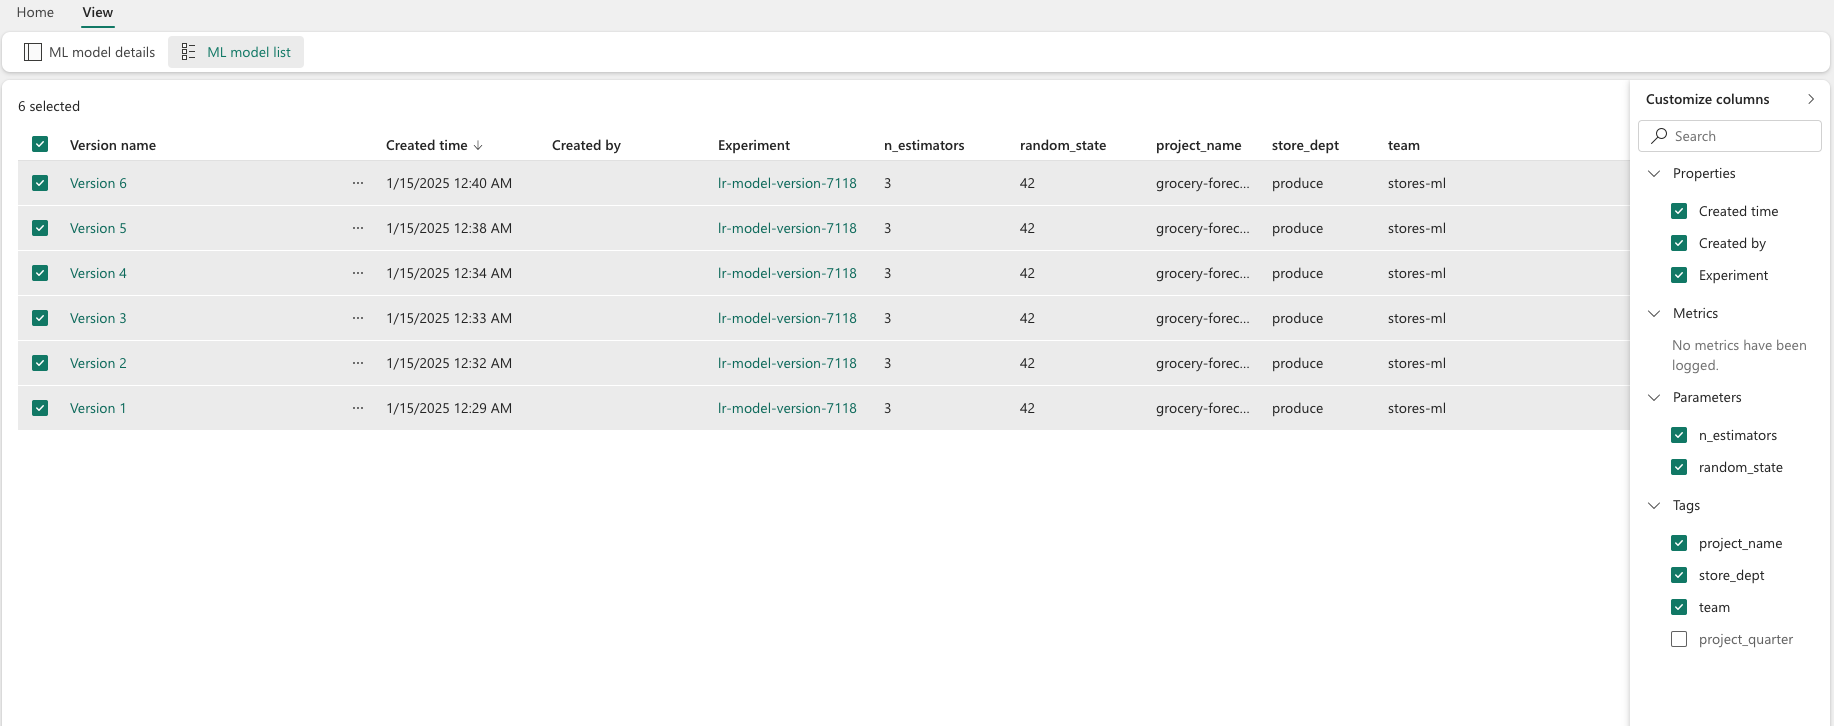 Home View
ML model details ML model list
6 selected
Version name Created time ↓ Created by Experiment n_estimators random_state project_name store_dept team
Version 6 ... 1/15/2025 12:40 AM lr-model-version-7118 3 42 grocery-forec... produce stores-ml
Version 5 ... 1/15/2025 12:38 AM lr-model-version-7118 3 42 grocery-forec... produce stores-ml
Version 4 ... 1/15/2025 12:34 AM lr-model-version-7118 3 42 grocery-forec... produce stores-ml
Version 3 ... 1/15/2025 12:33 AM lr-model-version-7118 3 42 grocery-forec... produce stores-ml
Version 2 ... 1/15/2025 12:32 AM lr-model-version-7118 3 42 grocery-forec... produce stores-ml
Version 1 ... 1/15/2025 12:29 AM lr-model-version-7118 3 42 grocery-forec... produce stores-ml
Customize columns
Search
Properties
Created time
Created by
Experiment
Metrics
No metrics have been
logged.
Parameters
n_estimators
random_state
Tags
project_name
store_dept
team
project_quarter